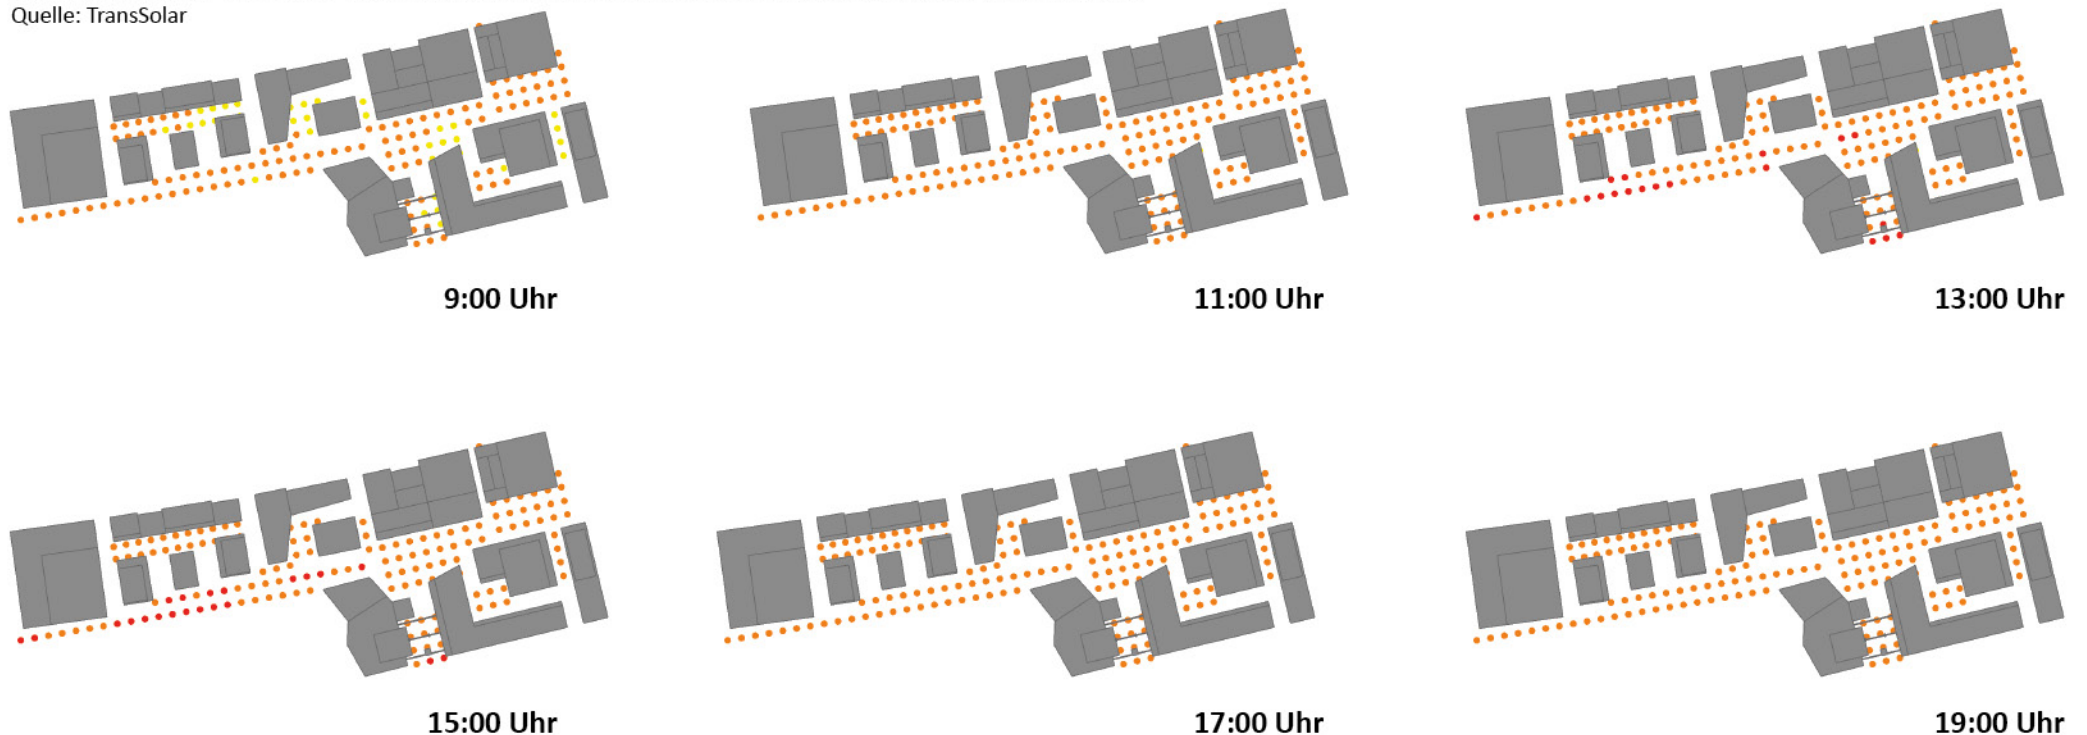 Quelle: TransSolar
9:00 Uhr
11:00 Uhr
13:00 Uhr
15:00 Uhr
17:00 Uhr
19:00 Uhr